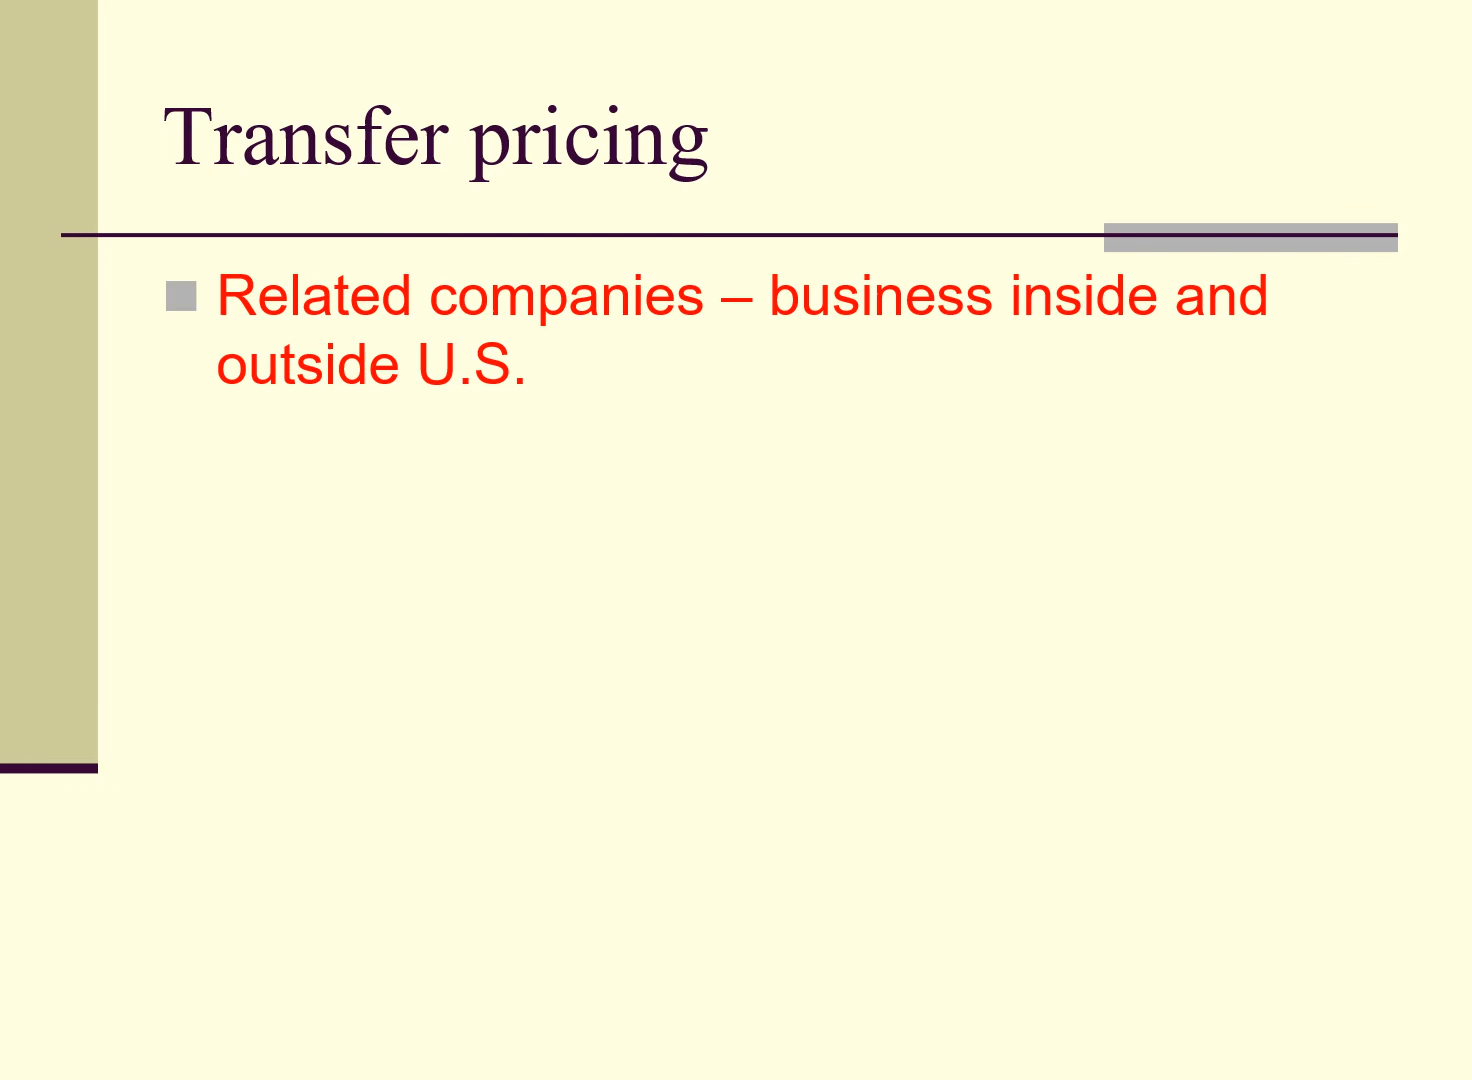 Transfer pricing
Related companies – business inside and
outside U.S.